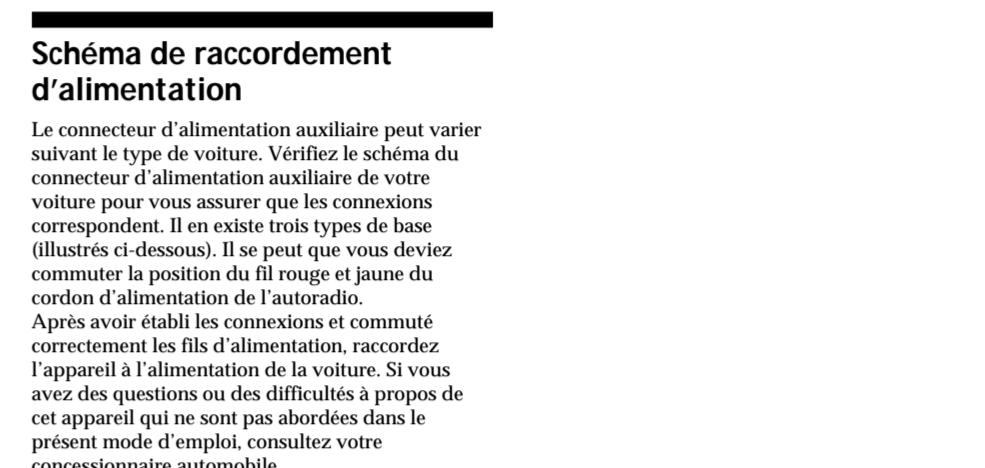 Schéma de raccordement
d’alimentation
Le connecteur d’alimentation auxiliaire peut varier
suivant le type de voiture. Vérifiez le schéma du
connecteur d’alimentation auxiliaire de votre
voiture pour vous assurer que les connexions
correspondent. Il en existe trois types de base
(illustrés ci-dessous). Il se peut que vous deviez
commuter la position du fil rouge et jaune du
cordon d’alimentation de l’autoradio.
Après avoir établi les connexions et commuté
correctement les fils d’alimentation, raccordez
l’appareil à l’alimentation de la voiture. Si vous
avez des questions ou des difficultés à propos de
cet appareil qui ne sont pas abordées dans le
présent mode d’emploi, consultez votre
concessionnaire automobile.